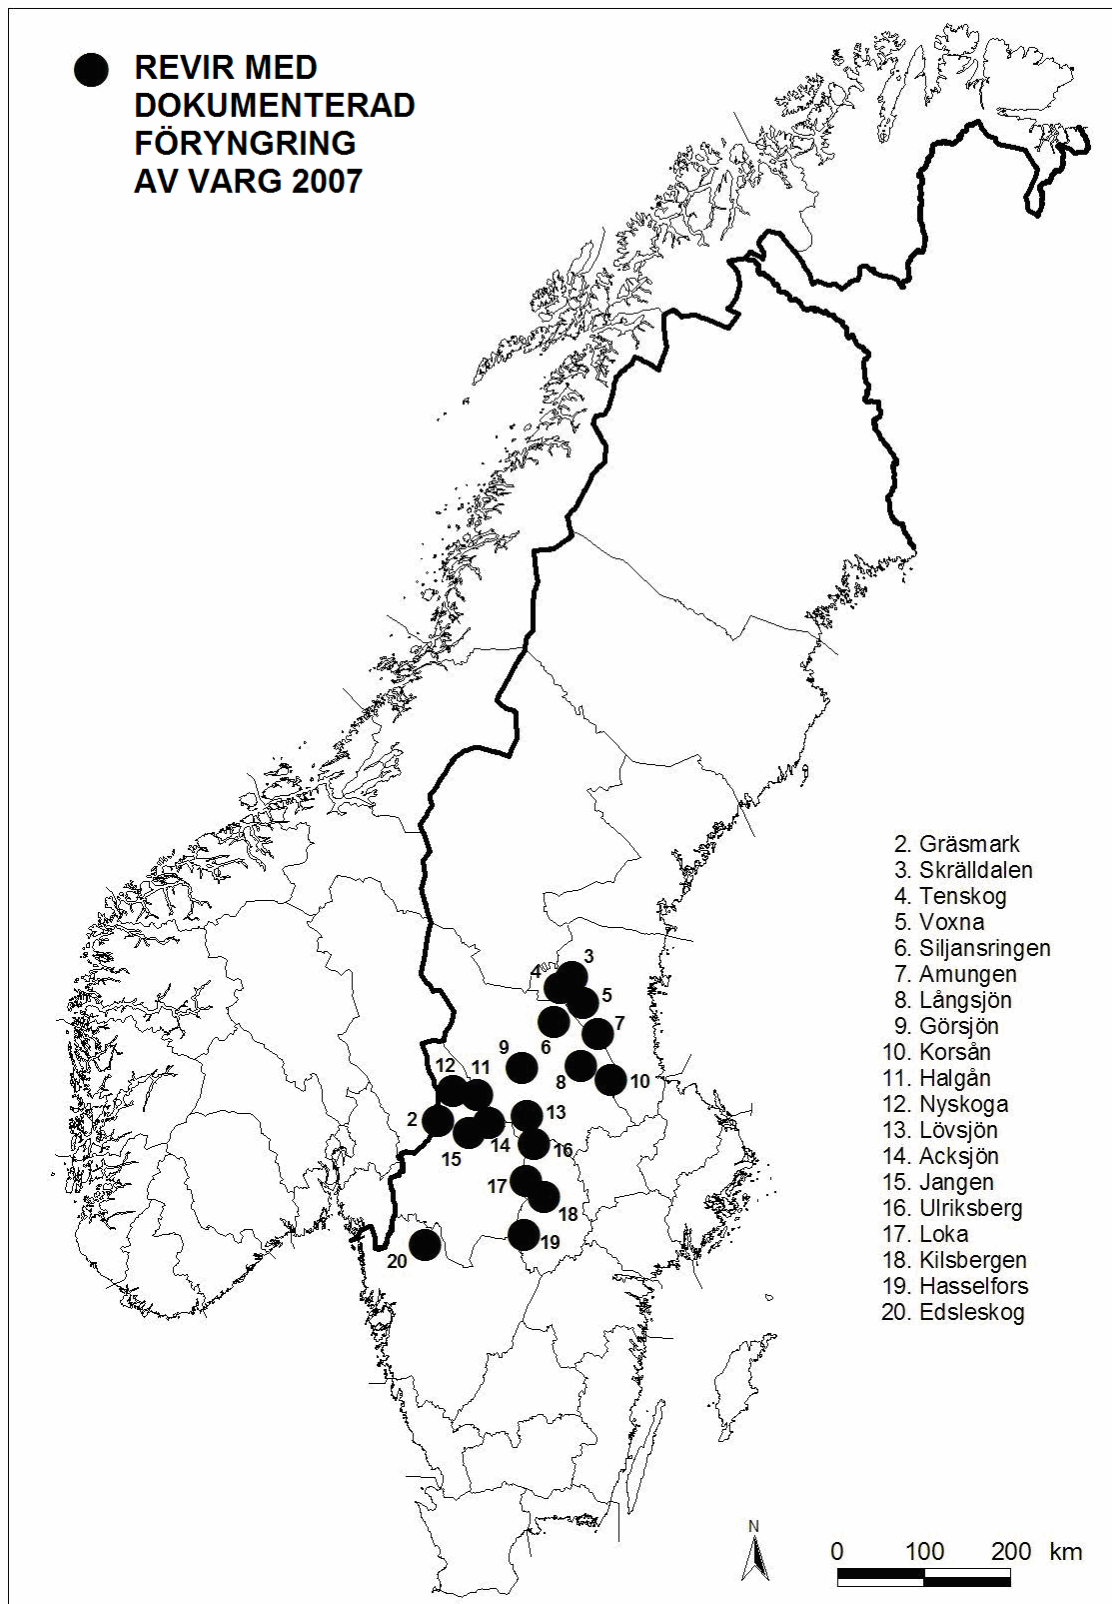 REVIR MED
DOKUMENTERAD
FÖRYNGRING
AV VARG 2007
3
4
5
6
7
8
9
10
11
12
2
13
14
15
16
17
18
19
20
2. Gräsmark
3. Skrälldalen
4. Tenskog
5. Voxna
6. Siljansringen
7. Amungen
8. Långsjön
9. Görsjön
10. Korsån
11. Halgån
12. Nyskoga
13. Lövsjön
14. Acksjön
15. Jangen
16. Ulriksberg
17. Loka
18. Kilsbergen
19. Hasselfors
20. Edsleskog
N
0 100 200 km